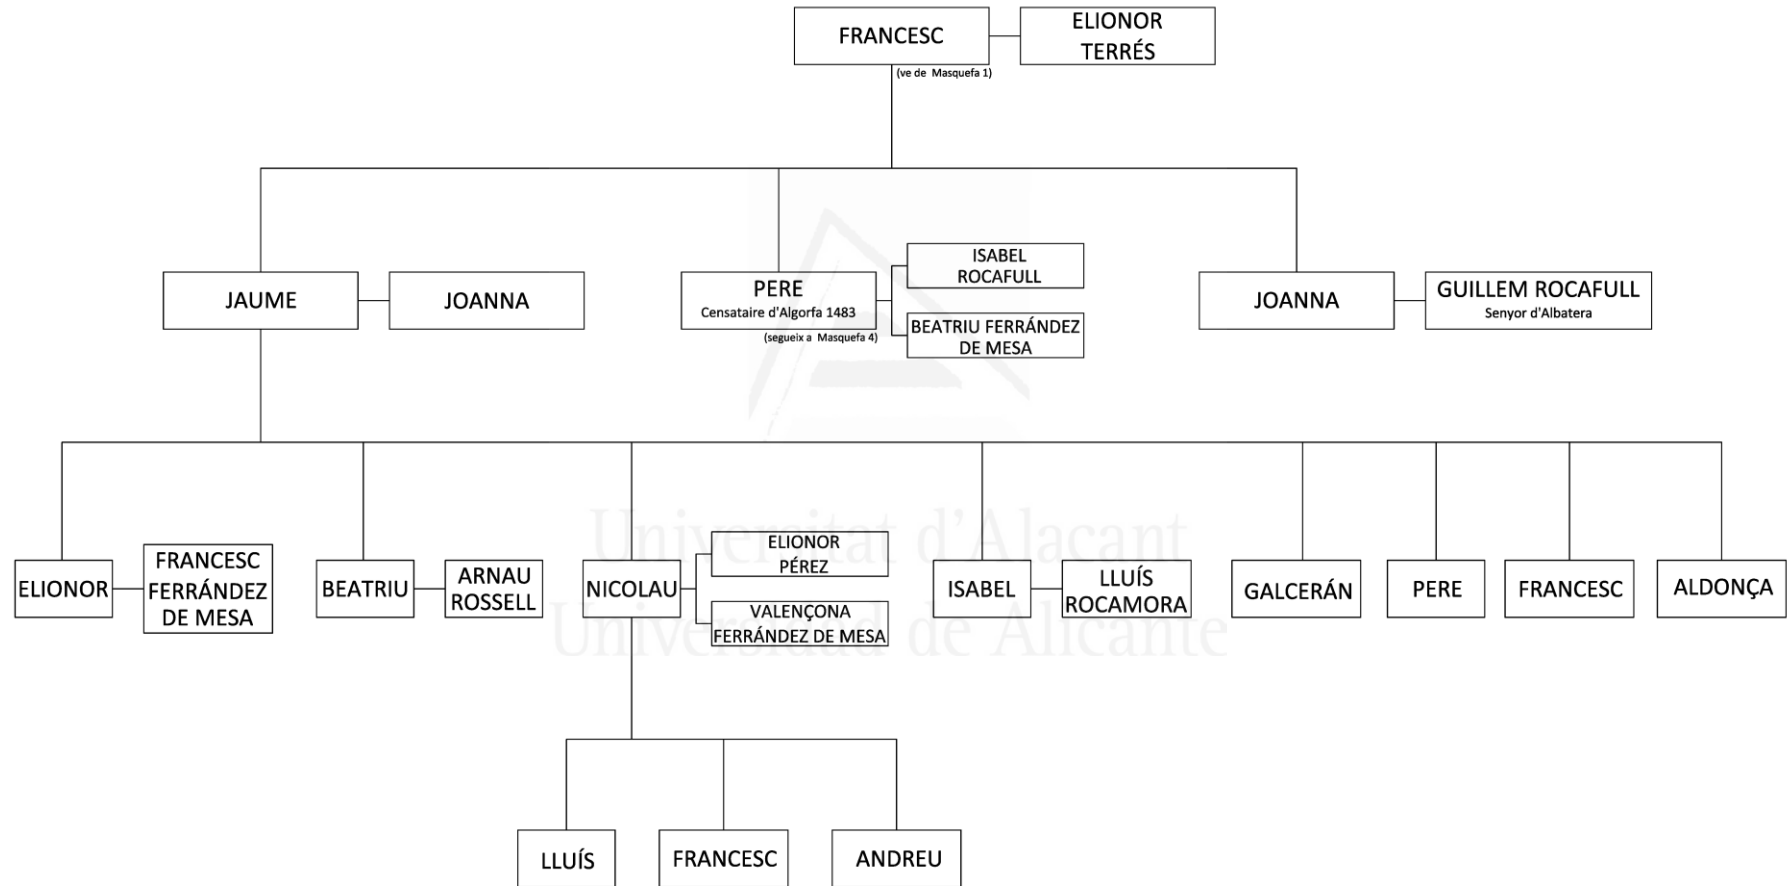 FRANCESC
(ve de Masquefa 1)
ELIONOR
TERRÉS
JAUME
JOANNA
PERE
Censataire d'Algorfa 1483
(segueix a Masquefa 4)
ISABEL
ROCAFULL
BEATRIU FERRÁNDEZ
DE MESA
JOANNA
GUILLEM ROCAFULL
Senyor d'Albatera
Universitat d'Alacant
Universidad de Alicante
ELIONOR
FRANCESC
FERRÁNDEZ
DE MESA
BEATRIU
ARNAU
ROSSELL
NICOLAU
ELIONOR
PÉREZ
VALENÇONA
FERRÁNDEZ DE MESA
ISABEL
LLUÍS
ROCAMORA
GALCERÁN
PERE
FRANCESC
ALDONÇA
LLUÍS
FRANCESC
ANDREU